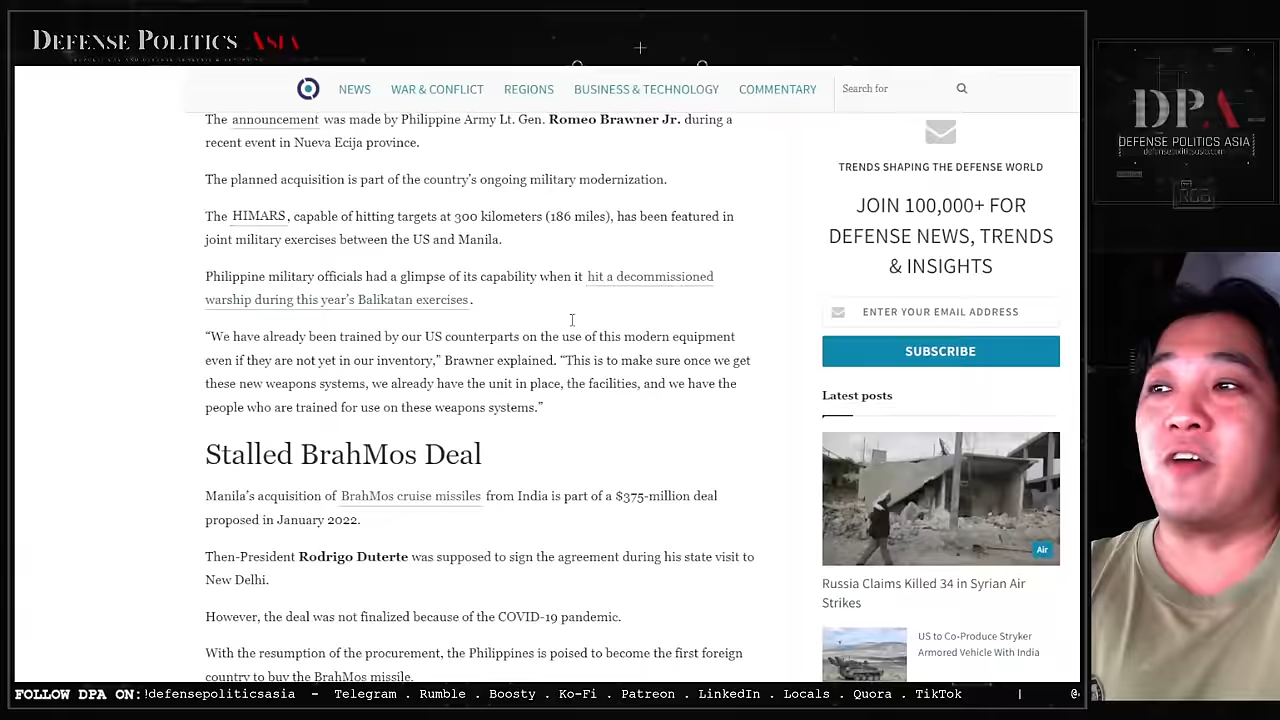 DEFENSE POLITICS ASIA
NEWS
WAR & CONFLICT
REGIONS
BUSINESS & TECHNOLOGY
COMMENTARY
Search for
The announcement was made by Philippine Army Lt. Gen. Romeo Brawner Jr. during a
recent event in Nueva Ecija province.
The planned acquisition is part of the country's ongoing military modernization.
The HIMARS, capable of hitting targets at 300 kilometers (186 miles), has been featured in
joint military exercises between the US and Manila.
Philippine military officials had a glimpse of its capability when it hit a decommissioned
warship during this year's Balikatan exercises.
“We have already been trained by our US counterparts on the use of this modern equipment
even if they are not yet in our inventory,” Brawner explained. “This is to make sure once we get
these new weapons systems, we already have the unit in place, the facilities, and we have the
people who are trained for use on these weapons systems.”
Stalled BrahMos Deal
Manila's acquisition of BrahMos cruise missiles from India is part of a $375-million deal
proposed in January 2022.
Then-President Rodrigo Duterte was supposed to sign the agreement during his state visit to
New Delhi.
However, the deal was not finalized because of the COVID-19 pandemic.
With the resumption of the procurement, the Philippines is poised to become the first foreign
country to buy the BrahMos missile.
TRENDS SHAPING THE DEFENSE WORLD
JOIN 100,000+ FOR
DEFENSE NEWS, TRENDS
& INSIGHTS
ENTER YOUR EMAIL ADDRESS
SUBSCRIBE
Latest posts
Air
Russia Claims Killed 34 in Syrian Air
Strikes
US to Co-Produce Stryker
Armored Vehicle With India
DPA
DEFENSE POLITICS ASIA
defensepoliticsasia.com
FOLLOW DPA ON: !defensepoliticsasia - Telegram . Rumble . Boosty . Ko-Fi . Patreon . LinkedIn . Locals . Quora . TikTok | @